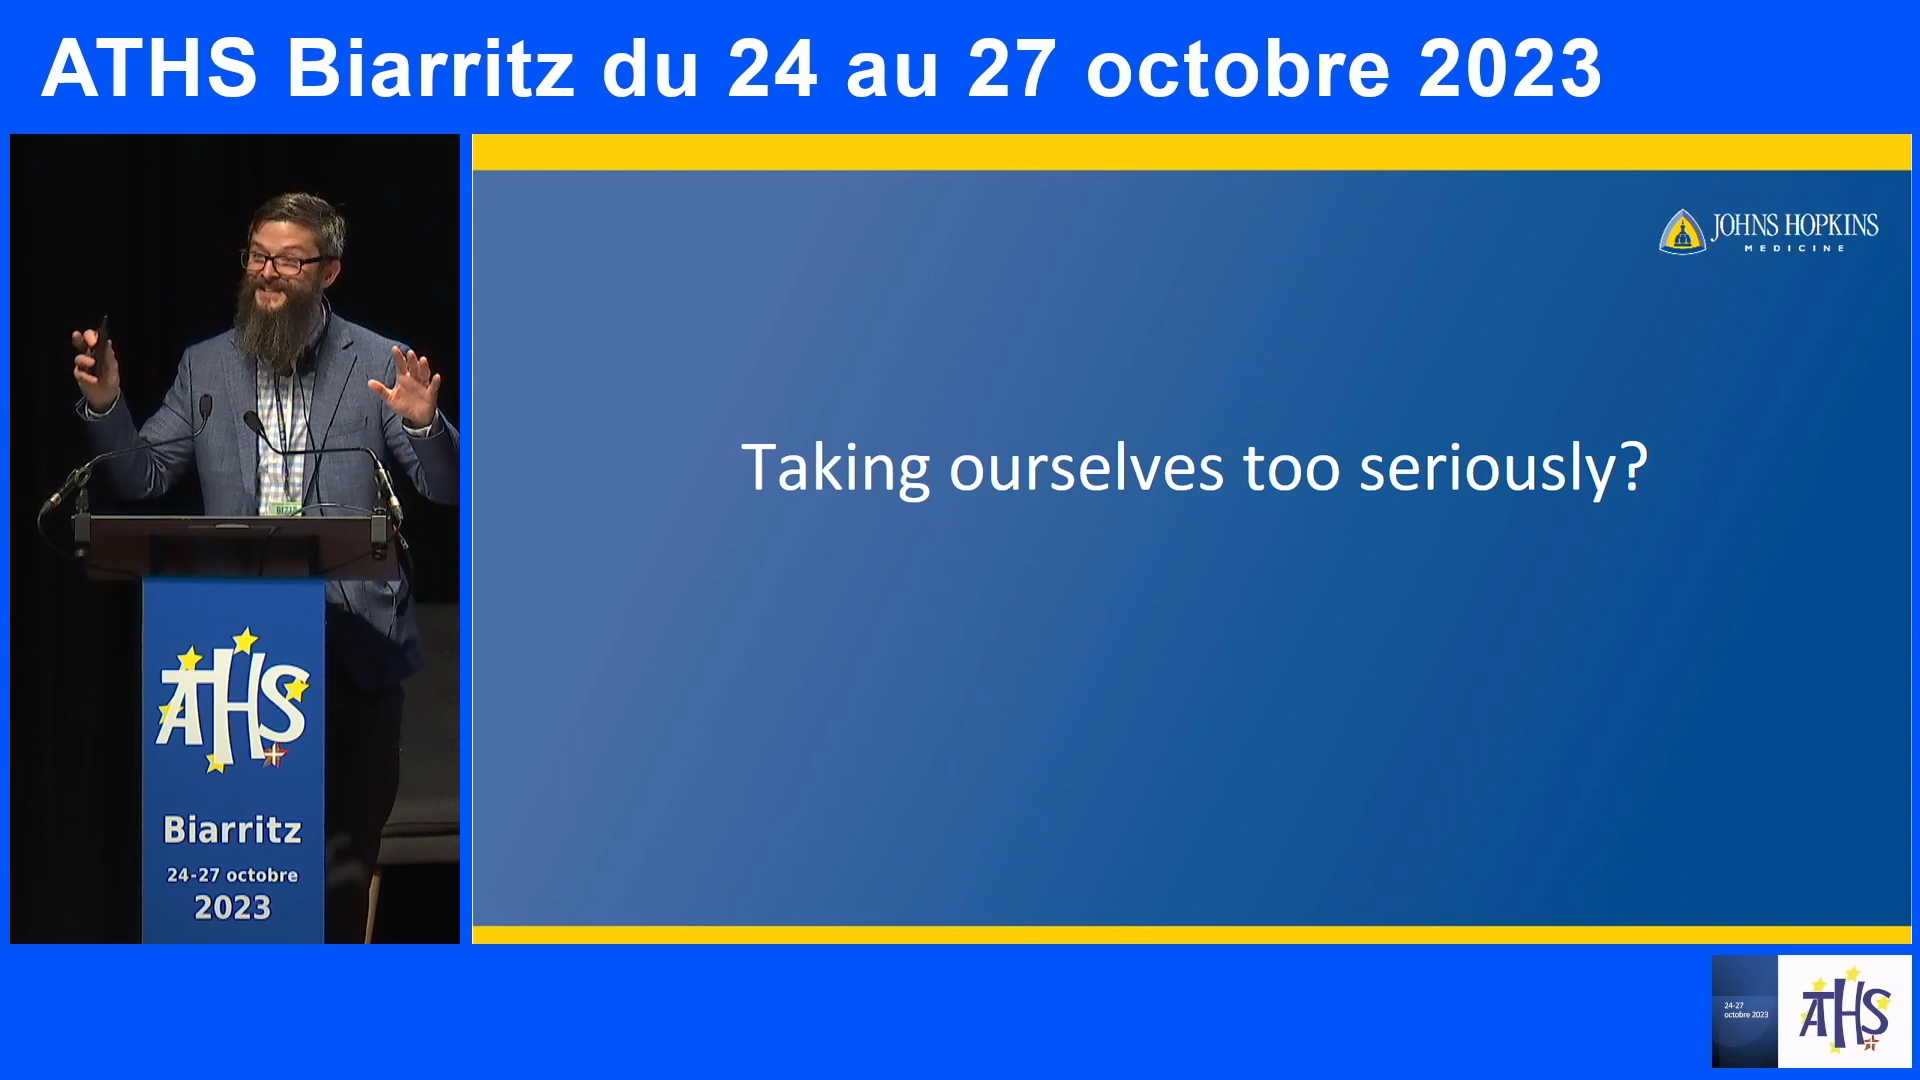 ATHS Biarritz du 24 au 27 octobre 2023
JOHNS HOPKINS
MEDICINE
Taking ourselves too seriously?
ATHS
Biarritz
24-27 octobre
2023
24-27
octobre 2023
ATHS